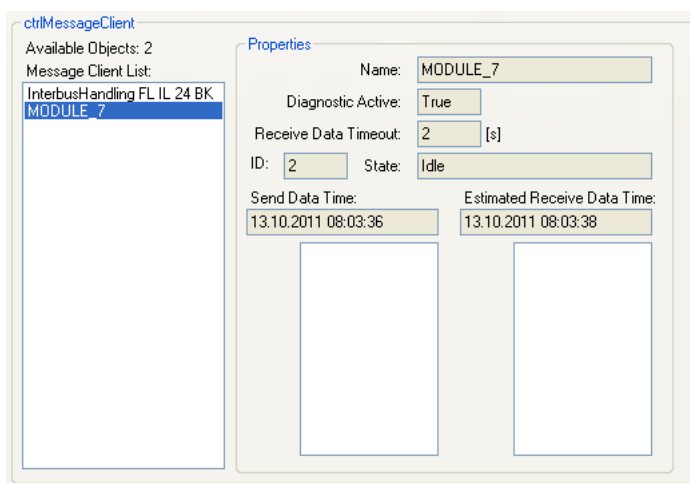 ctrlMessageClient
Available Objects: 2
Message Client List:
InterbusHandling FL IL 24 BK
MODULE_7
Properties
Name: MODULE_7
Diagnostic Active: True
Receive Data Timeout: 2 [s]
ID: 2 State: Idle
Send Data Time: Estimated Receive Data Time:
13.10.2011 08:03:36 13.10.2011 08:03:38